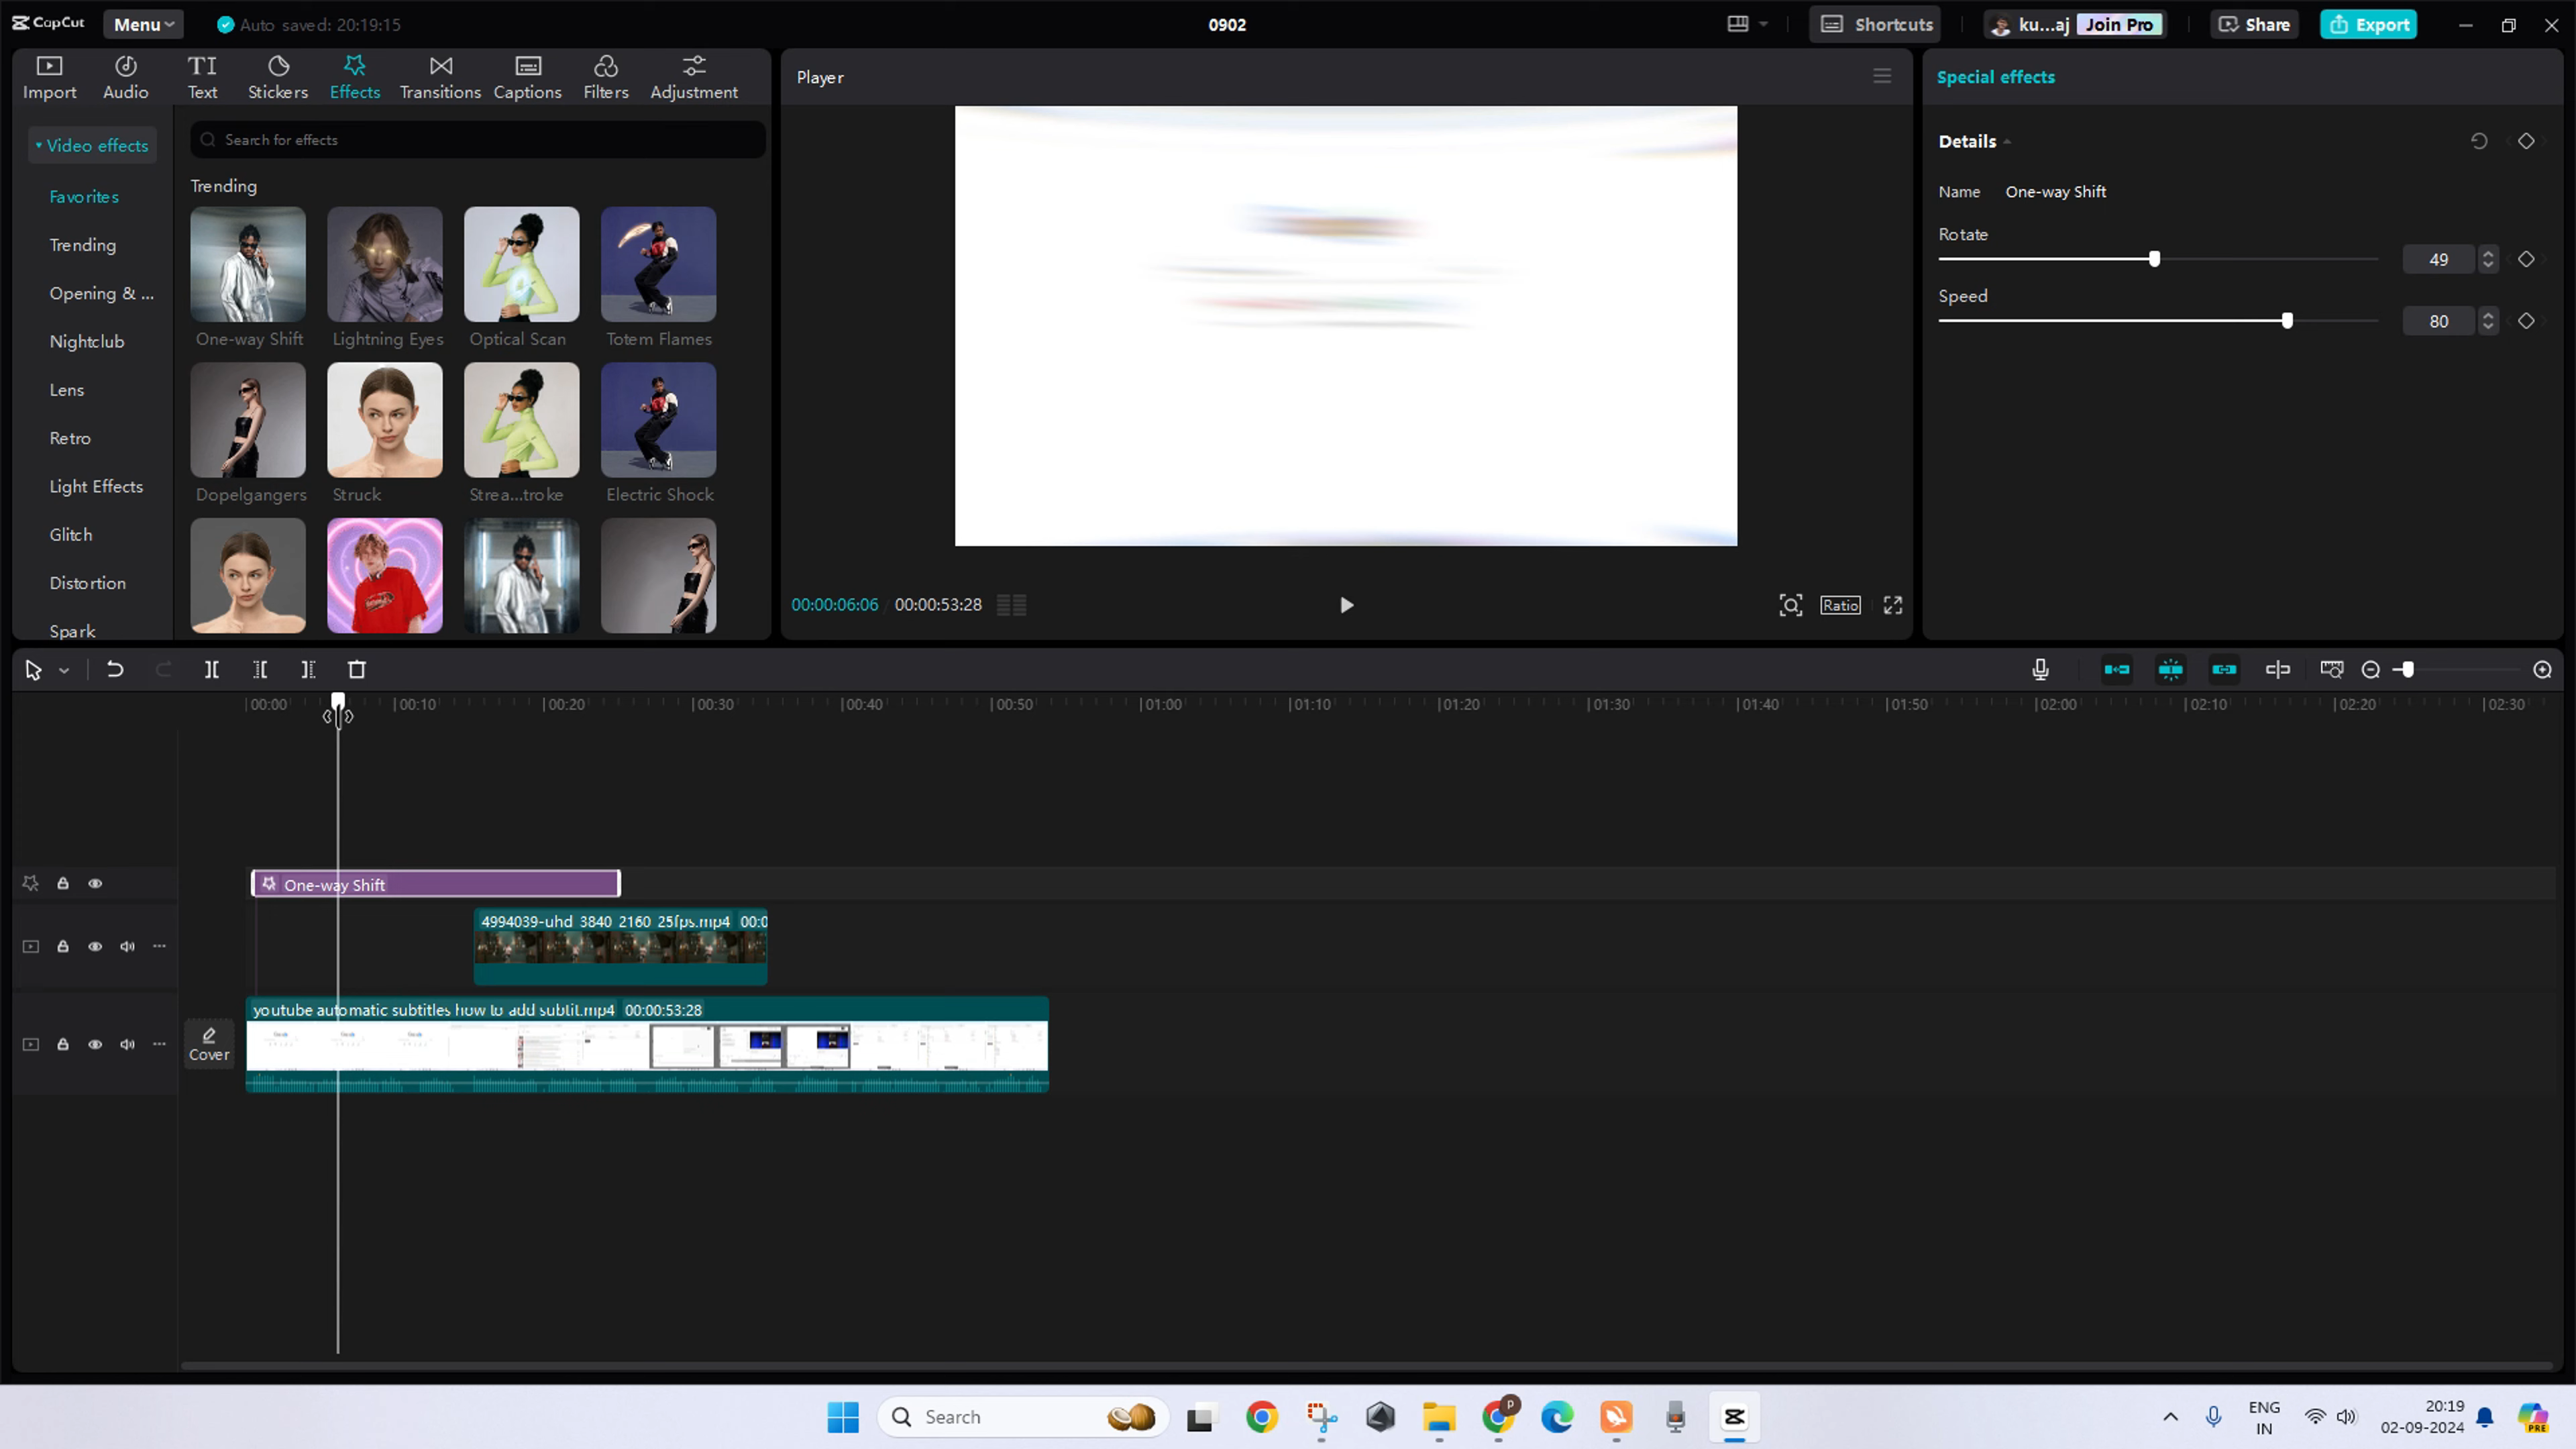 CapCut
Menu
Auto saved: 20:19:15
0902
Shortcuts
ku...aj
Join Pro
Share
Export
Import
Audio
Text
Stickers
Effects
Transitions
Captions
Filters
Adjustment
Video effects
Favorites
Trending
Opening & ...
Nightclub
Lens
Retro
Light Effects
Glitch
Distortion
Spark
Search for effects
Trending
One-way Shift
Lightning Eyes
Optical Scan
Totem Flames
Dopelgangers
Struck
Strea...troke
Electric Shock
Player
00:00:06:06
00:00:53:28
Ratio
Special effects
Details
Name One-way Shift
Rotate
49
Speed
80
00:00 00:10 00:20 00:30 00:40 00:50 01:00 01:10 01:20 01:30 01:40 01:50 02:00 02:10 02:20 02:30
One-way Shift
4994039-uhd_3840_2160_25fps.mp4 00:0
Cover
youtube automatic subtitles how to add subtit.mp4 00:00:53:28
Search
P
ENG
IN
20:19
02-09-2024
PRE